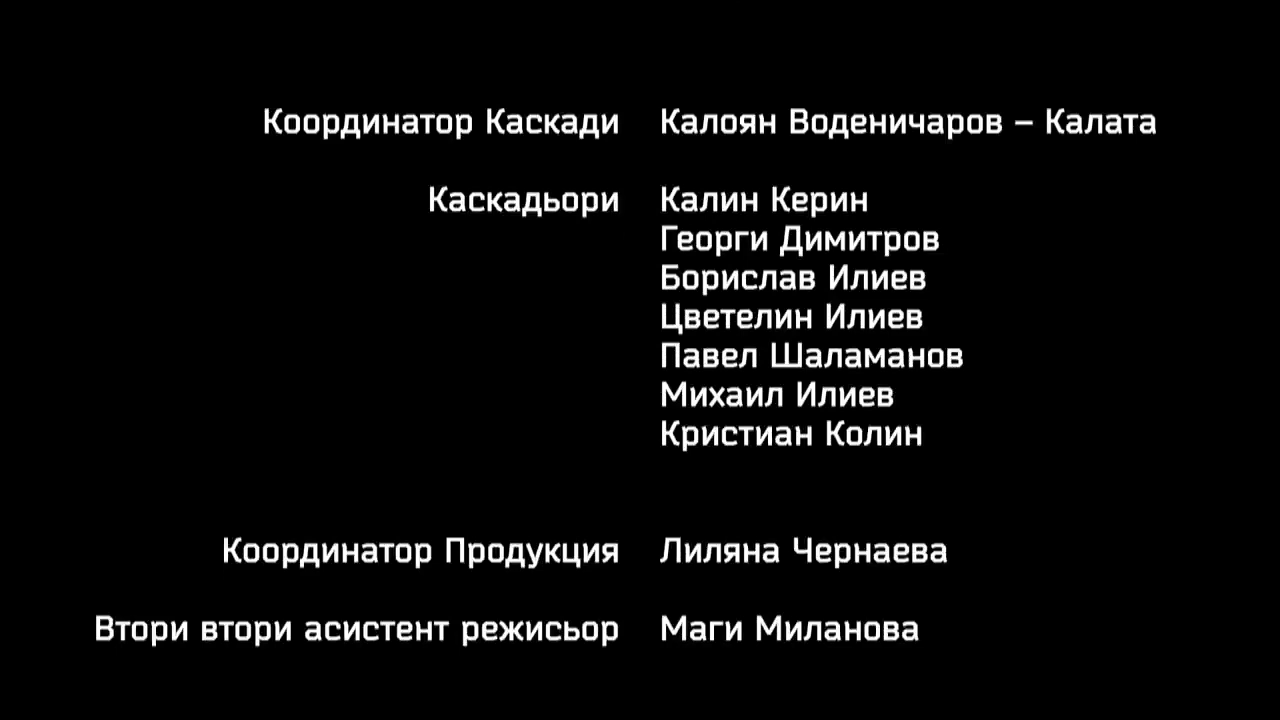 Координатор Каскади Калоян Воденичаров – Калата
Каскадьори Калин Керин
Георги Димитров
Борислав Илиев
Цветелин Илиев
Павел Шаламанов
Михаил Илиев
Кристиан Колин
Координатор Продукция Лиляна Чернаева
Втори втори асистент режисьор Маги Миланова